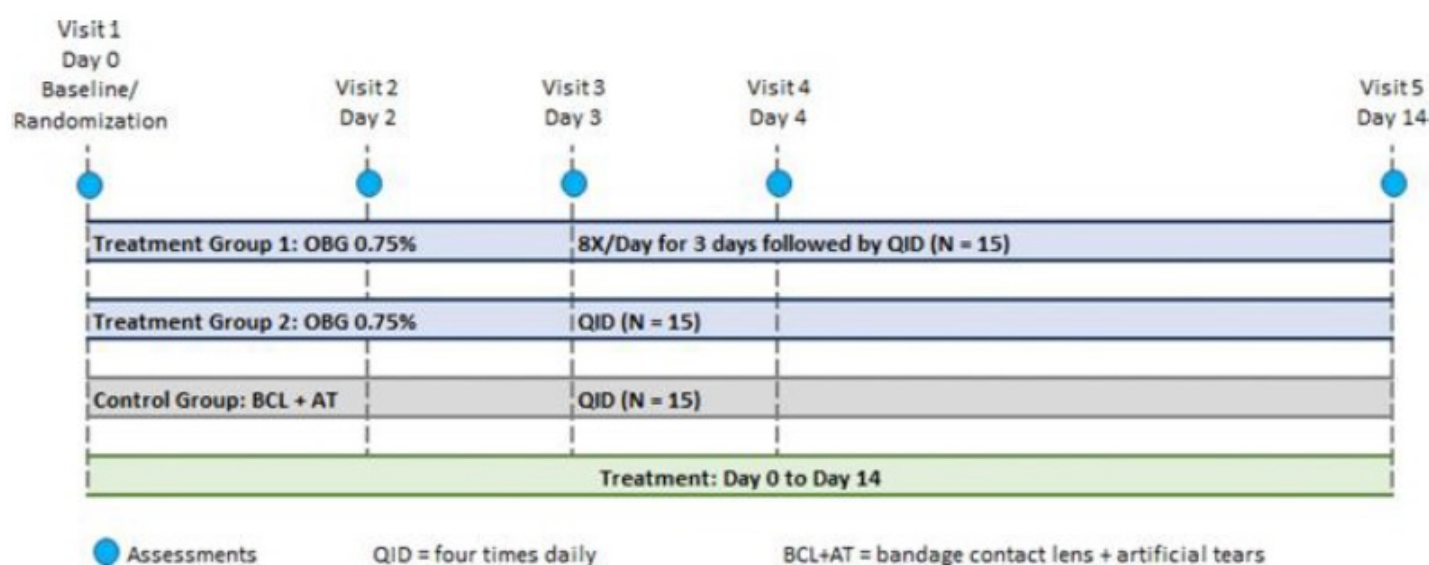 Visit 1
Day 0
Baseline/
Randomization
Visit 2
Day 2
Visit 3
Day 3
Visit 4
Day 4
Visit 5
Day 14
Treatment Group 1: OBG 0.75% 8X/Day for 3 days followed by QID (N = 15)
Treatment Group 2: OBG 0.75% QID (N = 15)
Control Group: BCL + AT QID (N = 15)
Treatment: Day 0 to Day 14
Assessments QID = four times daily BCL+AT = bandage contact lens + artificial tears